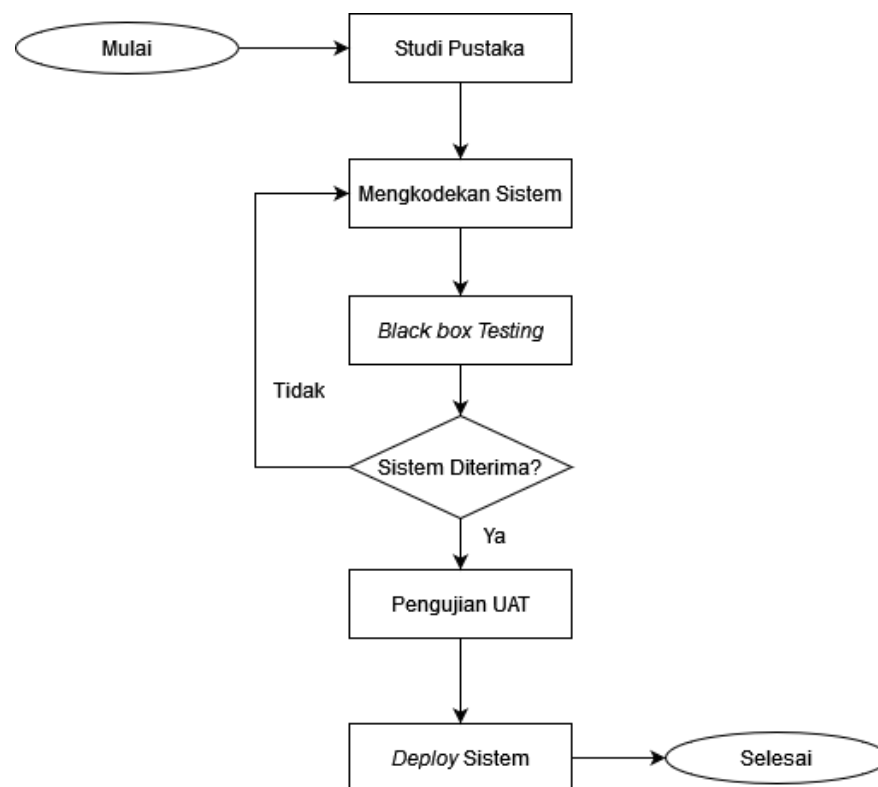 Mulai
Studi Pustaka
Mengkodekan Sistem
Black box Testing
Tidak
Sistem Diterima?
Ya
Pengujian UAT
Deploy Sistem
Selesai